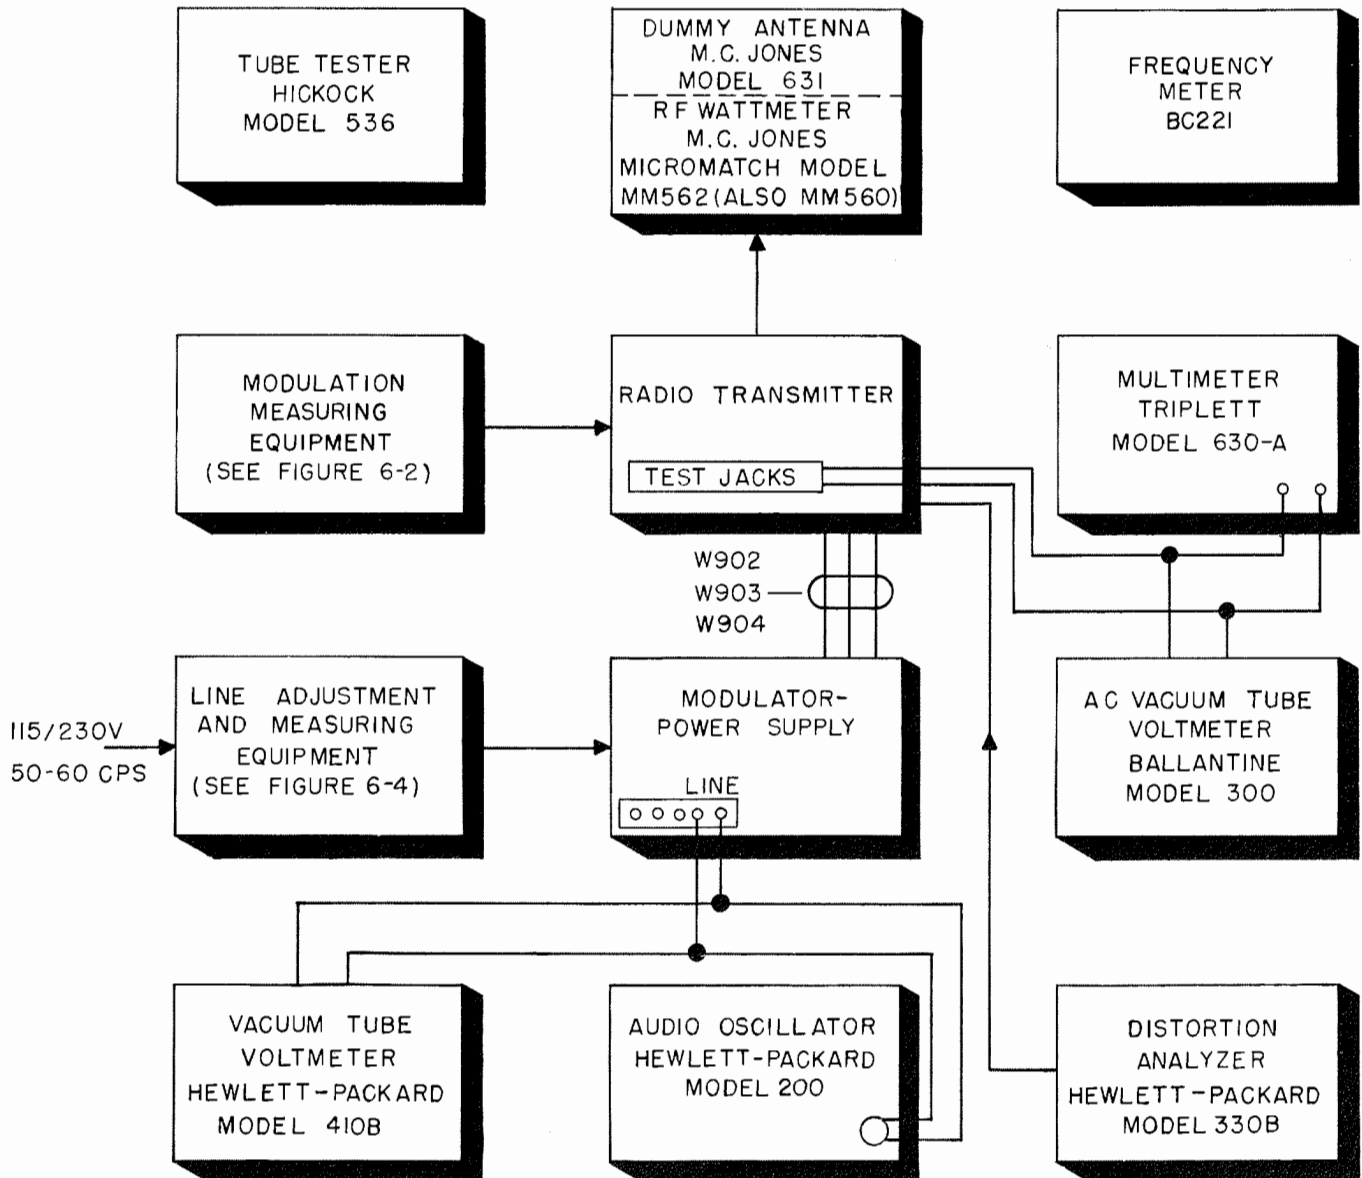 TUBE TESTER
HICKOCK
MODEL 536
DUMMY ANTENNA
M.C. JONES
MODEL 631
RF WATTMETER
M.C. JONES
MICROMATCH MODEL
MM562 (ALSO MM560)
FREQUENCY
METER
BC221
MODULATION
MEASURING
EQUIPMENT
(SEE FIGURE 6-2)
RADIO TRANSMITTER
TEST JACKS
MULTIMETER
TRIPLETT
MODEL 630-A
W902
W903
W904
115/230V
50-60 CPS
LINE ADJUSTMENT
AND MEASURING
EQUIPMENT
(SEE FIGURE 6-4)
MODULATOR-
POWER SUPPLY
LINE
AC VACUUM TUBE
VOLTMETER
BALLANTINE
MODEL 300
VACUUM TUBE
VOLTMETER
HEWLETT-PACKARD
MODEL 410B
AUDIO OSCILLATOR
HEWLETT-PACKARD
MODEL 200
DISTORTION
ANALYZER
HEWLETT-PACKARD
MODEL 330B